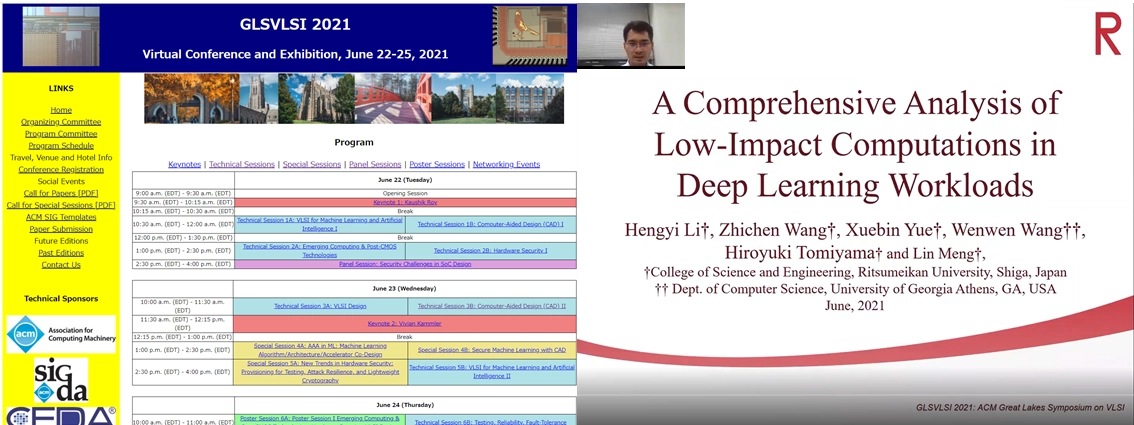 GLSVLSI 2021
Virtual Conference and Exhibition, June 22-25, 2021
LINKS
Home
Organizing Committee
Program Committee
Program Schedule
Travel, Venue and Hotel Info
Conference Registration
Social Events
Call for Papers [PDF]
Call for Special Sessions [PDF]
ACM SIG Templates
Paper Submission
Future Editions
Past Editions
Contact Us
Technical Sponsors
acm
Association for
Computing Machinery
sig
da
acm
CEDA
Program
Keynotes | Technical Sessions | Special Sessions | Panel Sessions | Poster Sessions | Networking Events
June 22 (Tuesday)
9:00 a.m. (EDT) - 9:30 a.m. (EDT) Opening Session
9:30 a.m. (EDT) - 10:15 a.m. (EDT) Keynote 1: Kaushik Roy
10:15 a.m. (EDT) - 10:30 a.m. (EDT) Break
10:30 a.m. (EDT) - 12:00 a.m. (EDT) Technical Session 1A: VLSI for Machine Learning and Artificial
Intelligence I Technical Session 1B: Computer-Aided Design (CAD) I
12:00 p.m. (EDT) - 1:30 p.m. (EDT) Break
1:00 p.m. (EDT) - 2:30 p.m. (EDT) Technical Session 2A: Emerging Computing & Post-CMOS
Technologies Technical Session 2B: Hardware Security I
2:30 p.m. (EDT) - 4:00 p.m. (EDT) Panel Session: Security Challenges in SoC Design
June 23 (Wednesday)
10:00 a.m. (EDT) - 11:30 a.m.
(EDT) Technical Session 3A: VLSI Design Technical Session 3B: Computer-Aided Design (CAD) II
11:30 a.m. (EDT) - 12:15 p.m.
(EDT) Keynote 2: Vivian Kammler
12:15 p.m. (EDT) - 1:00 p.m. (EDT) Break
1:00 p.m. (EDT) - 2:30 p.m. (EDT) Special Session 4A: AAA in ML: Machine Learning
Algorithm/Architecture/Accelerator Co-Design Special Session 4B: Secure Machine Learning with CAD
2:30 p.m. (EDT) - 4:00 p.m. (EDT) Special Session 5A: New Trends in Hardware Security:
Provisioning for Testing, Attack Resilience, and Lightweight
Cryptography Technical Session 5B: VLSI for Machine Learning and Artificial
Intelligence II
June 24 (Thursday)
10:00 a.m. (EDT) - 11:00 a.m. Poster Session 6A: Poster Session I Emerging Computing &
Technical Session 6B: Testing, Reliability, Fault-Tolerance
R
A Comprehensive Analysis of
Low-Impact Computations in
Deep Learning Workloads
Hengyi Li†, Zhichen Wang†, Xuebin Yue†, Wenwen Wang††,
Hiroyuki Tomiyama† and Lin Meng†,
†College of Science and Engineering, Ritsumeikan University, Shiga, Japan
†† Dept. of Computer Science, University of Georgia Athens, GA, USA
June, 2021
GLSVLSI 2021: ACM Great Lakes Symposium on VLSI